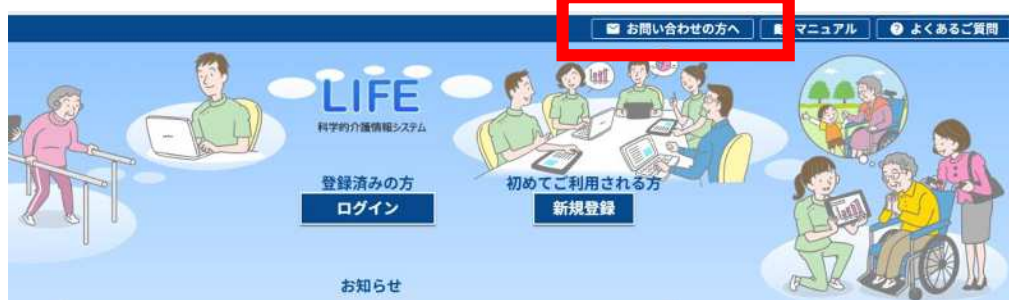 お問い合わせの方へ
マニュアル
よくあるご質問
LIFE
科学的介護情報システム
登録済みの方
初めてご利用される方
ログイン
新規登録
お知らせ